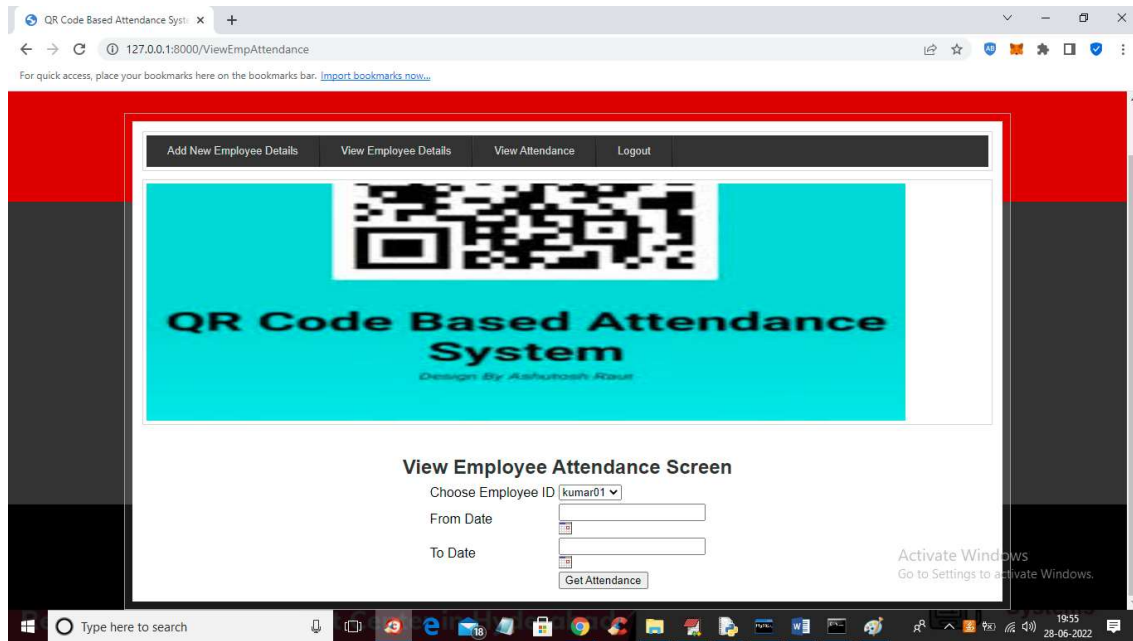 QR Code Based Attendance Syst
127.0.0.1:8000/ViewEmpAttendance
For quick access, place your bookmarks here on the bookmarks bar. Import bookmarks now...
Add New Employee Details View Employee Details View Attendance Logout
QR Code Based Attendance
System
Design By Ashutosh Raut
View Employee Attendance Screen
Choose Employee ID kumar01
From Date
To Date
Get Attendance
Activate Windows
Go to Settings to activate Windows.
Type here to search
18
19:55
28-06-2022